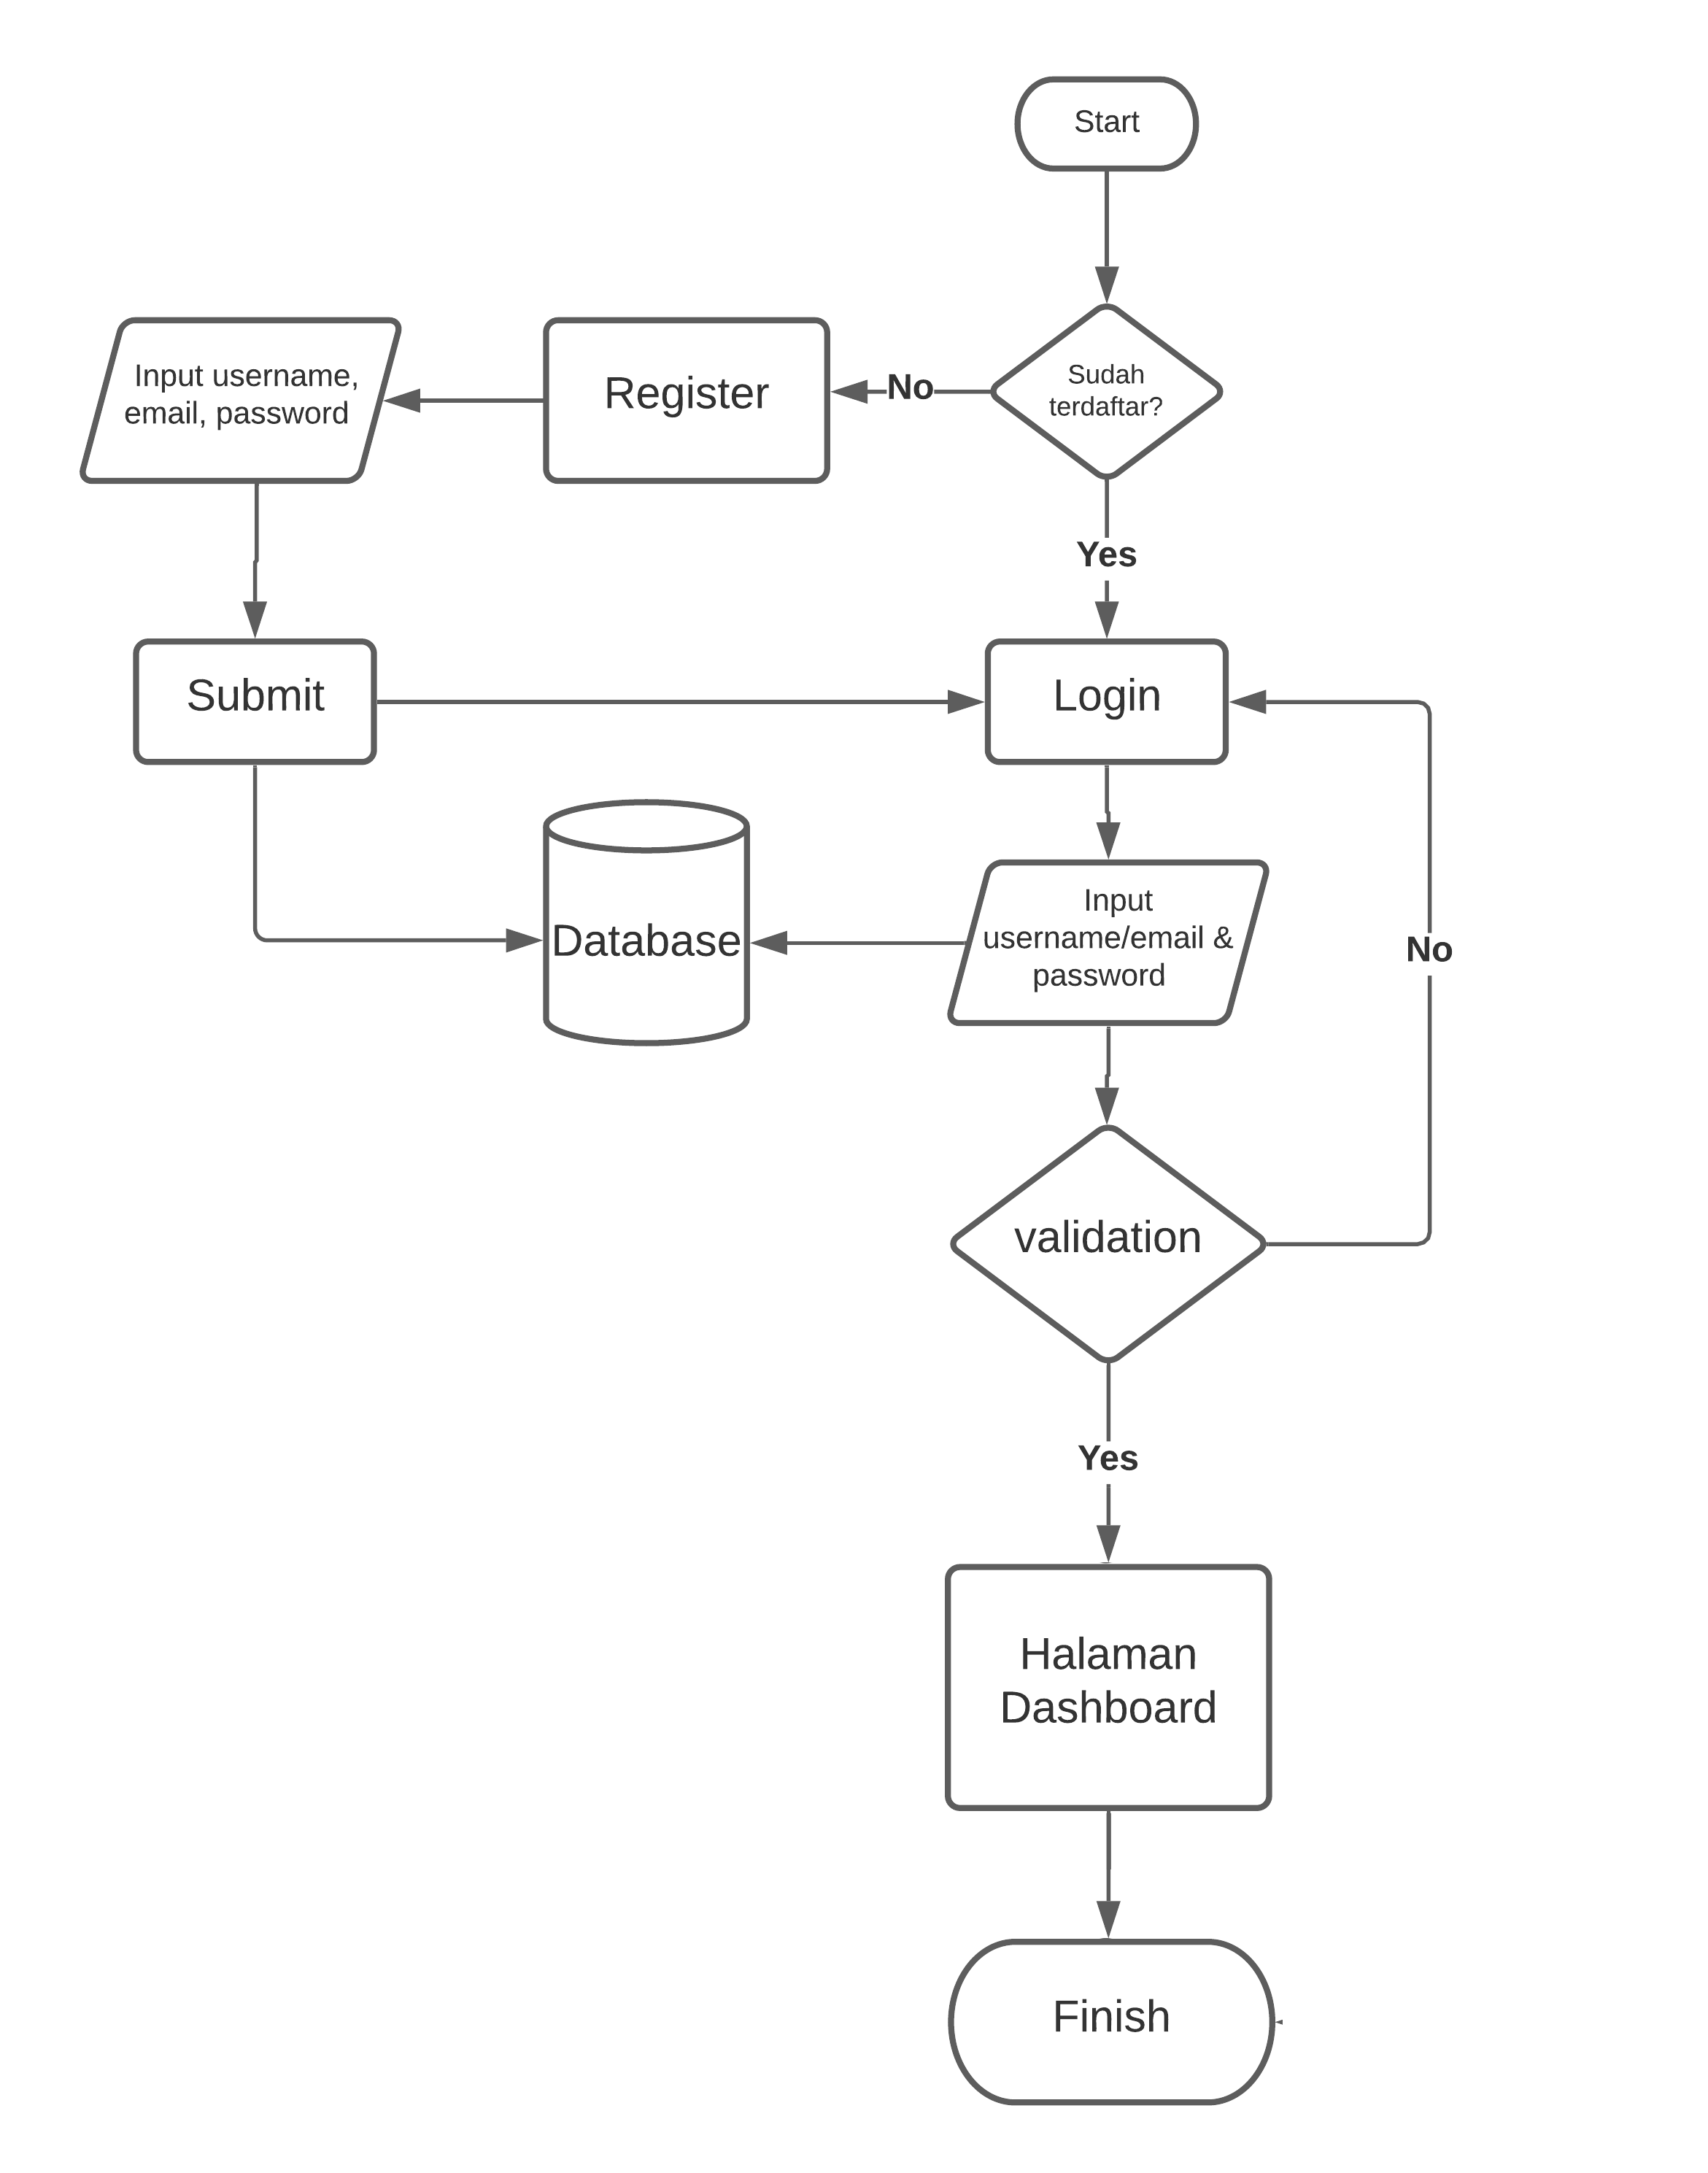 Start
Sudah
terdaftar?
No
Register
Input username,
email, password
Yes
Submit
Login
Database
Input
username/email &
password
No
validation
Yes
Halaman
Dashboard
Finish